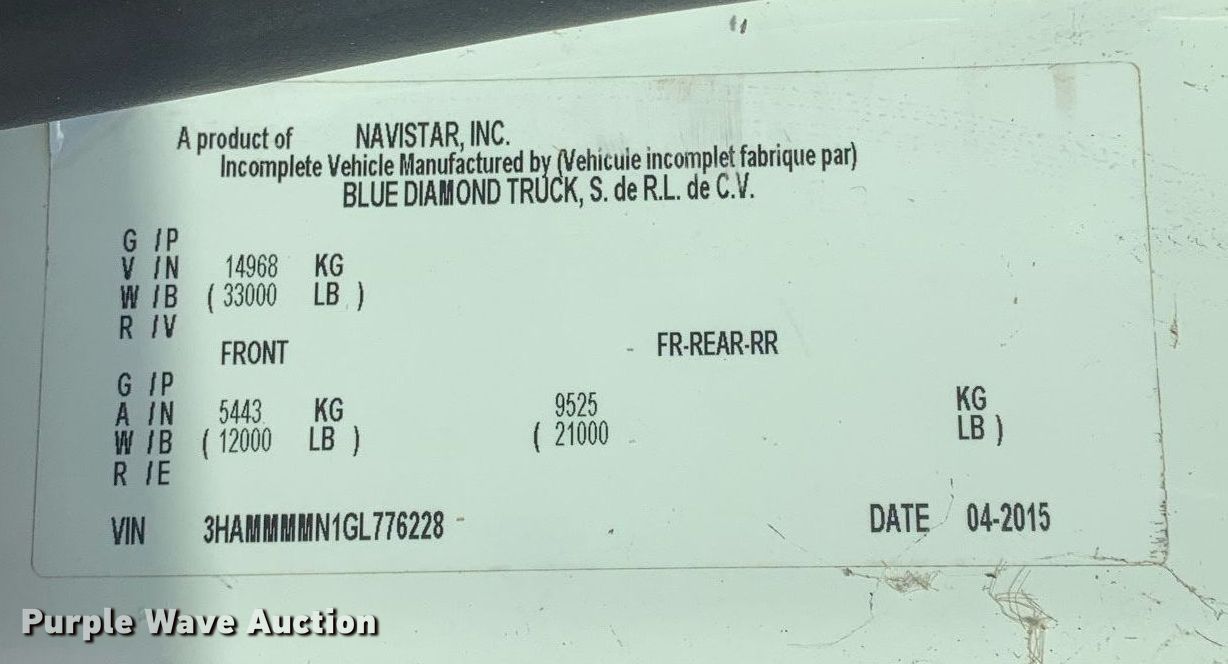 A product of NAVISTAR, INC.
Incomplete Vehicle Manufactured by (Vehicuie incomplet fabrique par)
BLUE DIAMOND TRUCK, S. de R.L. de C.V.
G /P
V /N 14968 KG
W /B ( 33000 LB )
R /V
FRONT - FR-REAR-RR
G /P
A /N 5443 KG 9525 KG
W /B ( 12000 LB ) ( 21000 LB )
R /E
VIN 3HAMMMMN1GL776228 DATE 04-2015
Purple Wave Auction